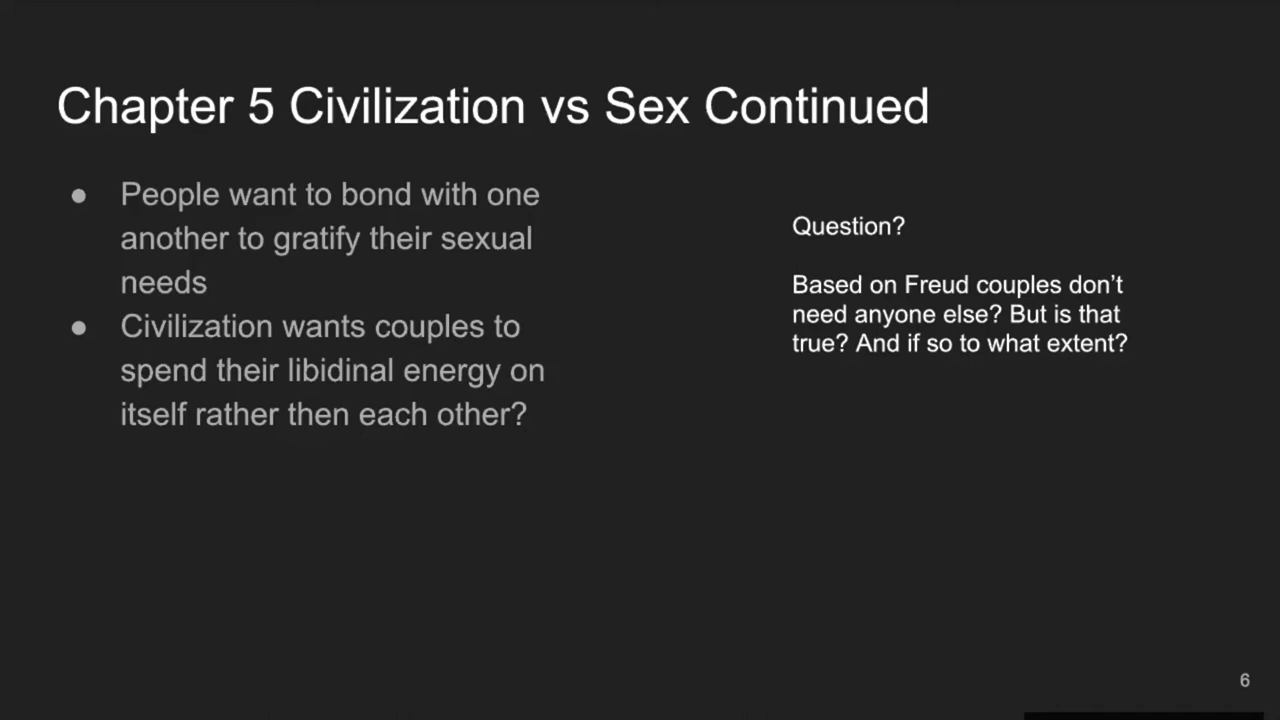 Chapter 5 Civilization vs Sex Continued
● People want to bond with one
another to gratify their sexual
needs
● Civilization wants couples to
spend their libidinal energy on
itself rather then each other?
Question?
Based on Freud couples don’t
need anyone else? But is that
true? And if so to what extent?
6